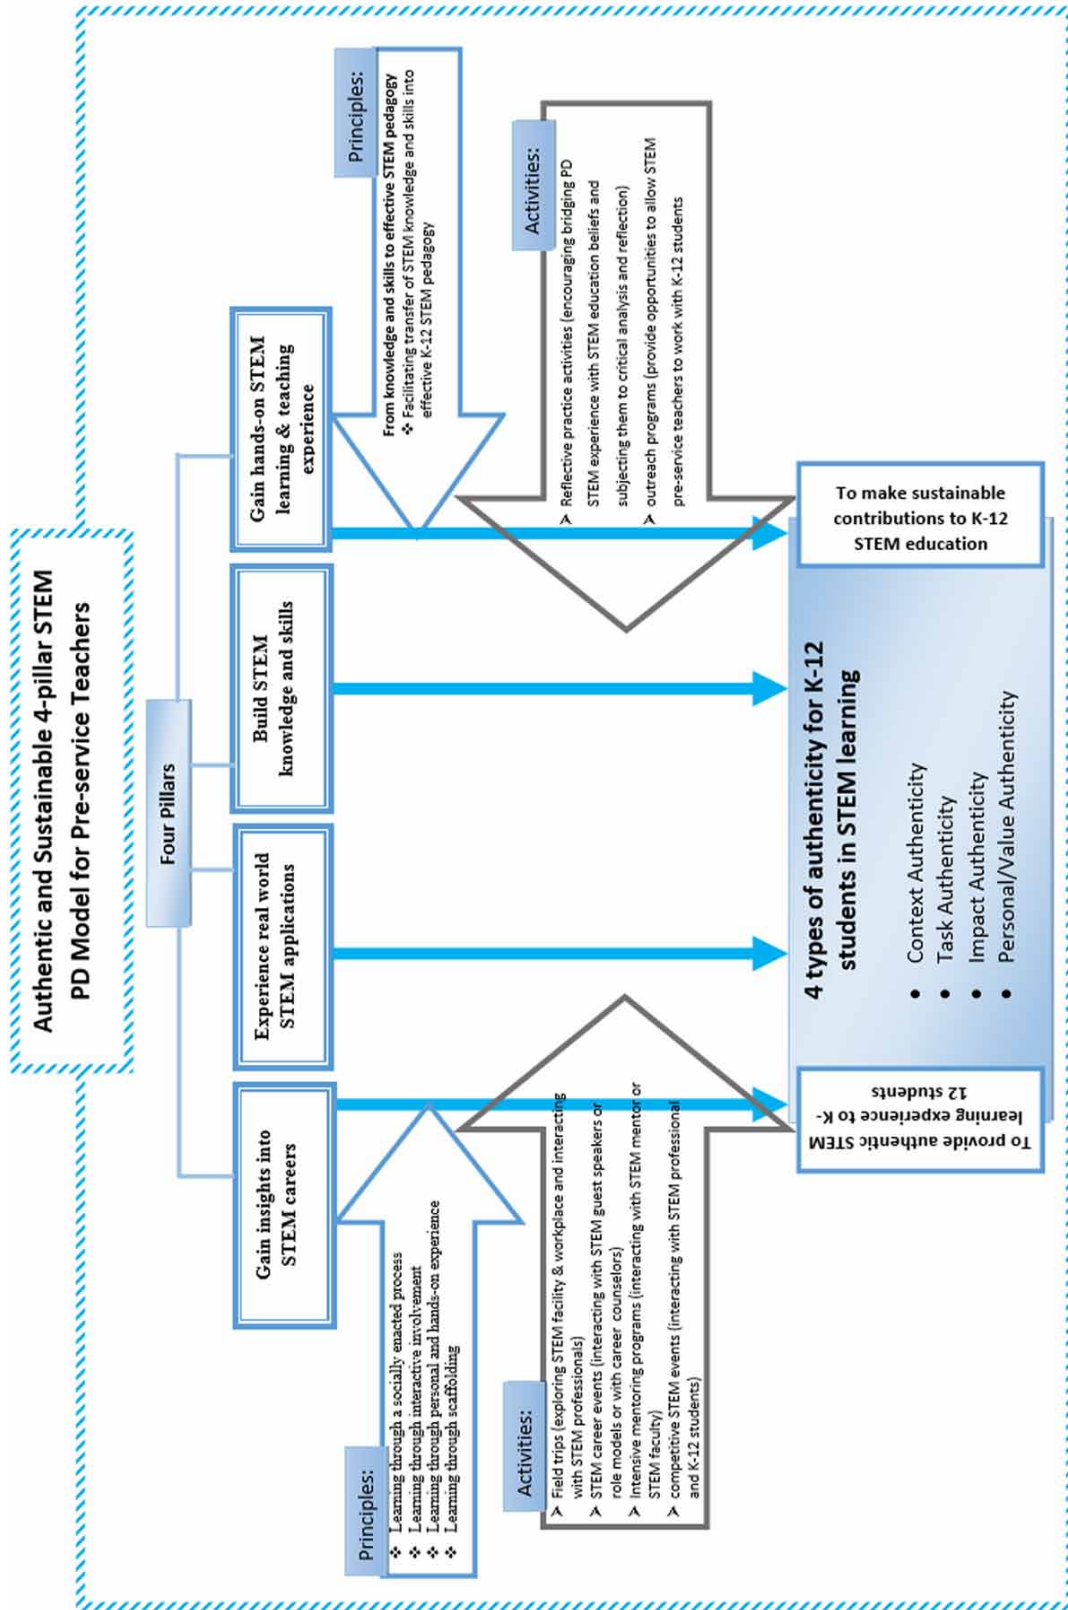 Authentic and Sustainable 4-pillar STEM
PD Model for Pre-service Teachers
Four Pillars
Gain insights into
STEM careers
Experience real world
STEM applications
Build STEM
knowledge and skills
Gain hands-on STEM
learning & teaching
experience
Principles:
❖ Learning through a socially enacted process
❖ Learning through interactive involvement
❖ Learning through personal and hands-on experience
❖ Learning through scaffolding
Principles:
From knowledge and skills to effective STEM pedagogy
❖ Facilitating transfer of STEM knowledge and skills into
effective K-12 STEM pedagogy
Activities:
➢ Field trips (exploring STEM facility & workplace and interacting
with STEM professionals)
➢ STEM career events (interacting with STEM guest speakers or
role models or with career counselors)
➢ Intensive mentoring programs (interacting with STEM mentor or
STEM faculty)
➢ competitive STEM events (interacting with STEM professional
and K-12 students)
Activities:
➢ Reflective practice activities (encouraging bridging PD
STEM experience with STEM education beliefs and
subjecting them to critical analysis and reflection)
➢ outreach programs (provide opportunities to allow STEM
pre-service teachers to work with K-12 students
To provide authentic STEM
learning experience to K-
12 students
4 types of authenticity for K-12
students in STEM learning
• Context Authenticity
• Task Authenticity
• Impact Authenticity
• Personal/Value Authenticity
To make sustainable
contributions to K-12
STEM education